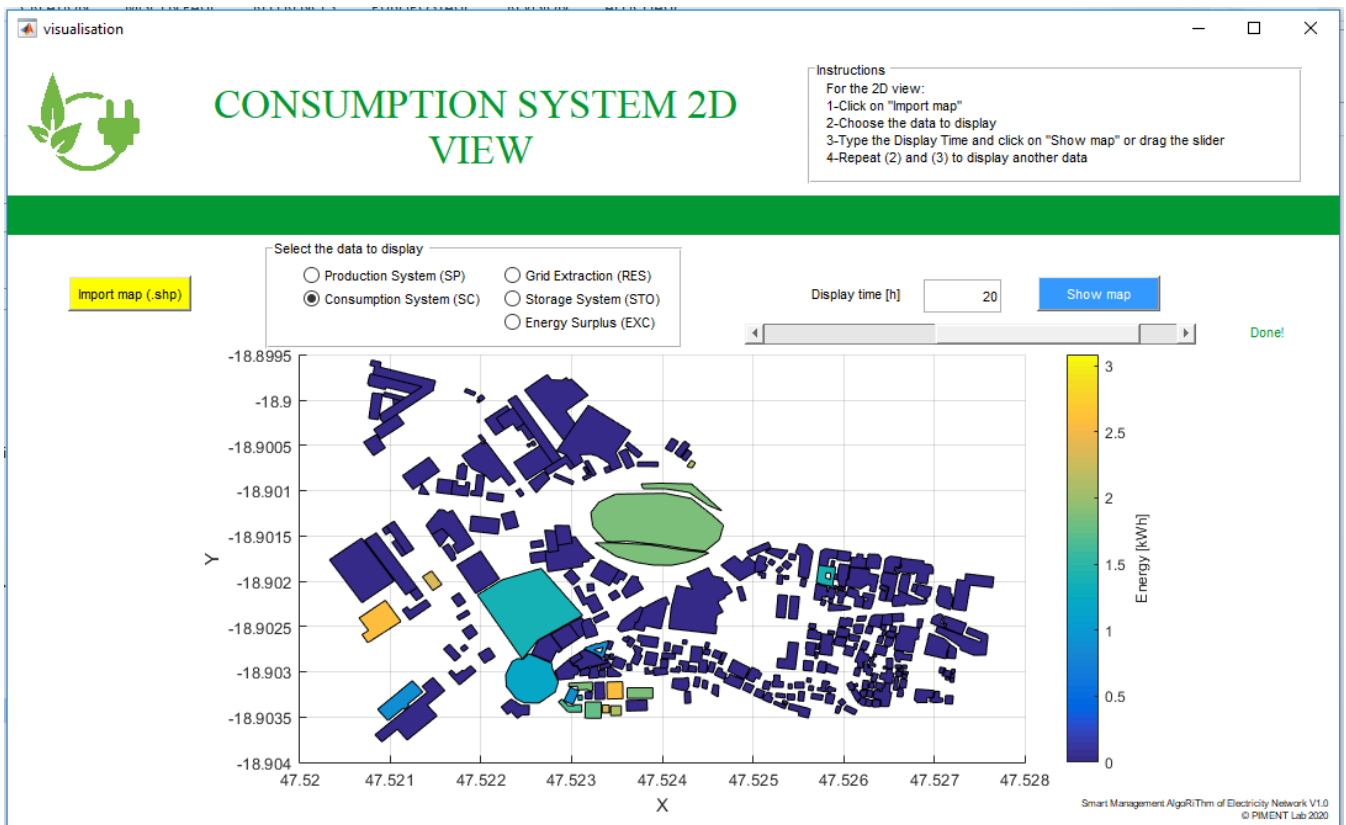 visualisation
CONSUMPTION SYSTEM 2D
VIEW
Instructions
For the 2D view:
1-Click on "Import map"
2-Choose the data to display
3-Type the Display Time and click on "Show map" or drag the slider
4-Repeat (2) and (3) to display another data
Import map (.shp)
Select the data to display
Production System (SP)
Consumption System (SC)
Grid Extraction (RES)
Storage System (STO)
Energy Surplus (EXC)
Display time [h]
20
Show map
Done!
-18.8995
-18.9
-18.9005
-18.901
-18.9015
-18.902
-18.9025
-18.903
-18.9035
-18.904
Y
47.52
47.521
47.522
47.523
47.524
47.525
47.526
47.527
47.528
X
3
2.5
2
1.5
1
0.5
0
Energy [kWh]
Smart Management AlgoRiThm of Electricity Network V1.0
© PIMENT Lab 2020